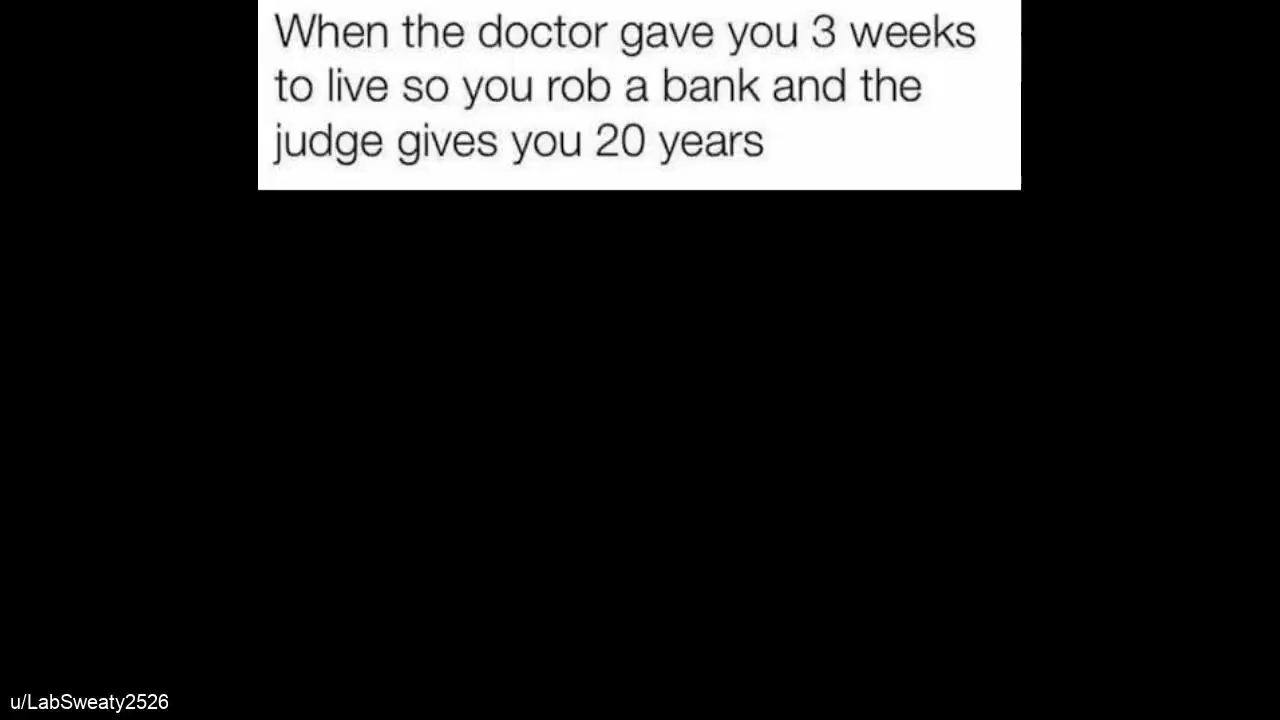 When the doctor gave you 3 weeks
to live so you rob a bank and the
judge gives you 20 years
u/LabSweaty2526